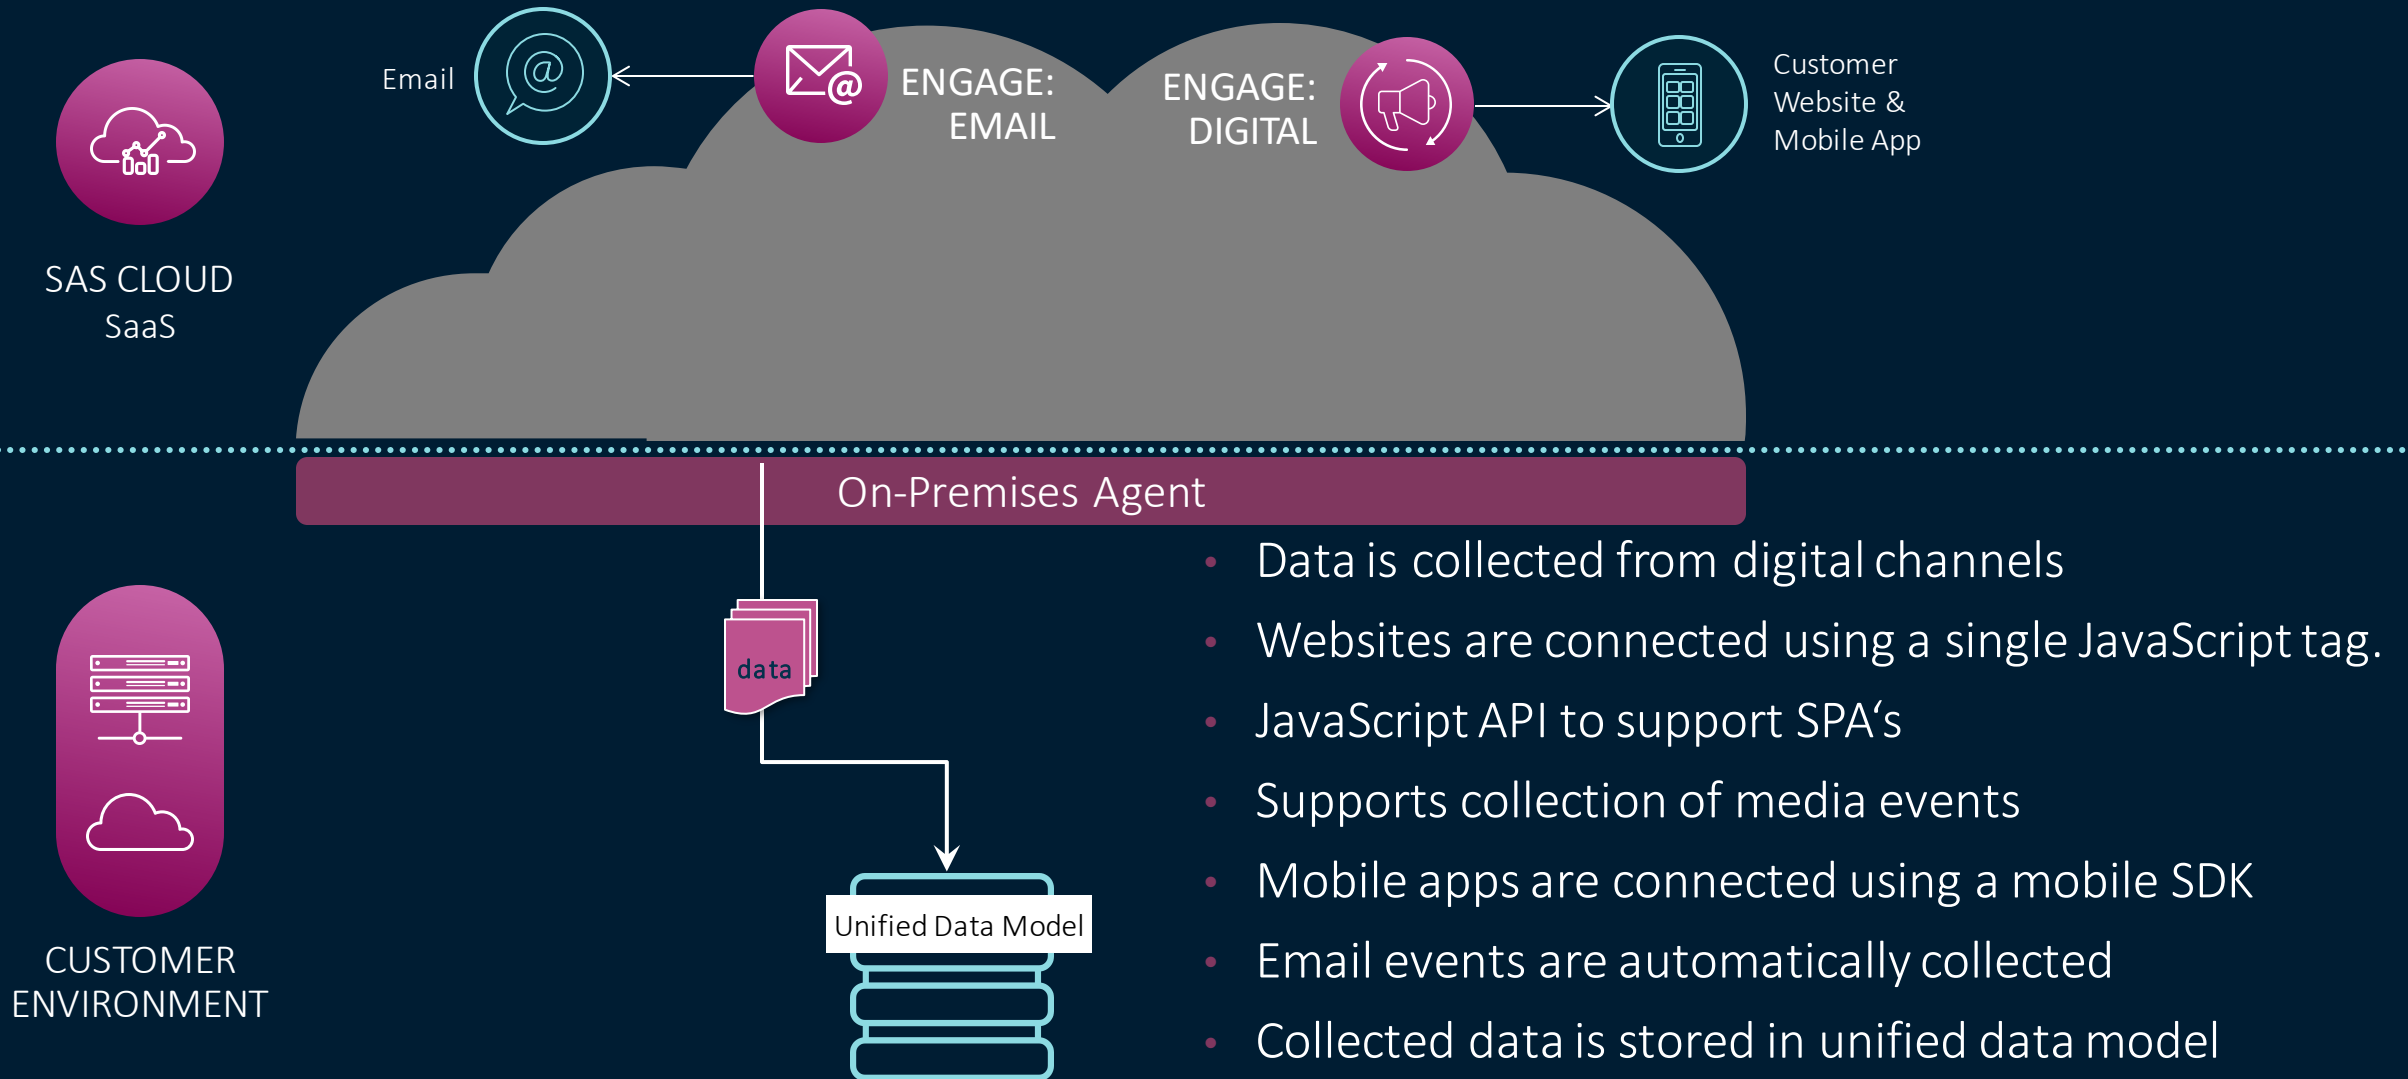 Email
@
@
ENGAGE:
EMAIL
ENGAGE:
DIGITAL
Customer
Website &
Mobile App
SAS CLOUD
SaaS
On-Premises Agent
data
Unified Data Model
CUSTOMER
ENVIRONMENT
• Data is collected from digital channels
• Websites are connected using a single JavaScript tag.
• JavaScript API to support SPA‘s
• Supports collection of media events
• Mobile apps are connected using a mobile SDK
• Email events are automatically collected
• Collected data is stored in unified data model